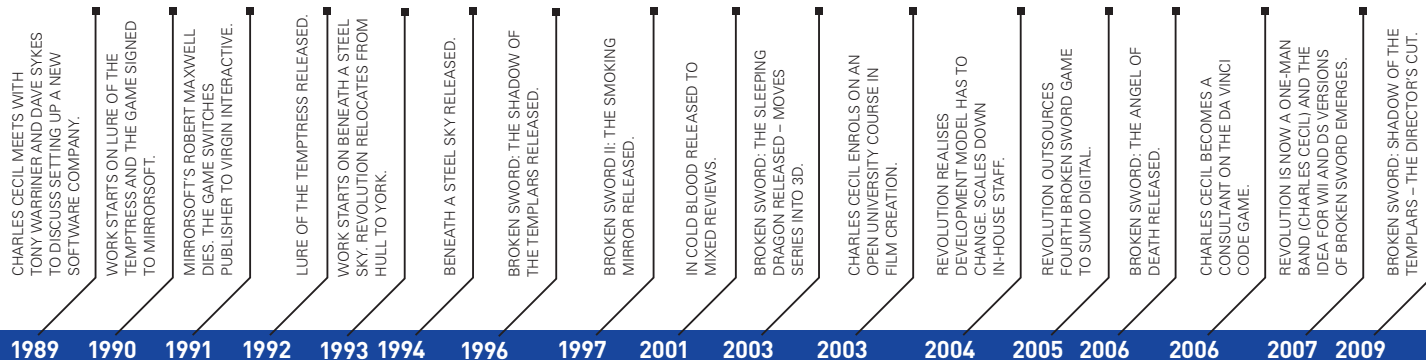 CHARLES CECIL MEETS WITH
TONY WARRINER AND DAVE SYKES
TO DISCUSS SETTING UP A NEW
SOFTWARE COMPANY.
WORK STARTS ON LURE OF THE
TEMPTRESS AND THE GAME SIGNED
TO MIRRORSOFT.
MIRRORSOFT'S ROBERT MAXWELL
DIES. THE GAME SWITCHES
PUBLISHER TO VIRGIN INTERACTIVE.
LURE OF THE TEMPTRESS RELEASED.
WORK STARTS ON BENEATH A STEEL
SKY. REVOLUTION RELOCATES FROM
HULL TO YORK.
BENEATH A STEEL SKY RELEASED.
BROKEN SWORD: THE SHADOW OF
THE TEMPLARS RELEASED.
BROKEN SWORD II: THE SMOKING
MIRROR RELEASED.
IN COLD BLOOD RELEASED TO
MIXED REVIEWS.
BROKEN SWORD: THE SLEEPING
DRAGON RELEASED – MOVES
SERIES INTO 3D.
CHARLES CECIL ENROLS ON AN
OPEN UNIVERSITY COURSE IN
FILM CREATION.
REVOLUTION REALISES
DEVELOPMENT MODEL HAS TO
CHANGE. SCALES DOWN
IN-HOUSE STAFF.
REVOLUTION OUTSOURCES
FOURTH BROKEN SWORD GAME
TO SUMO DIGITAL.
BROKEN SWORD: THE ANGEL OF
DEATH RELEASED.
CHARLES CECIL BECOMES A
CONSULTANT ON THE DA VINCI
CODE GAME.
REVOLUTION IS NOW A ONE-MAN
BAND (CHARLES CECIL) AND THE
IDEA FOR WII AND DS VERSIONS
OF BROKEN SWORD EMERGES.
BROKEN SWORD: SHADOW OF THE
TEMPLARS – THE DIRECTOR'S CUT.
1989 1990 1991 1992 1993 1994 1996 1997 2001 2003 2003 2004 2005 2006 2006 2007 2009